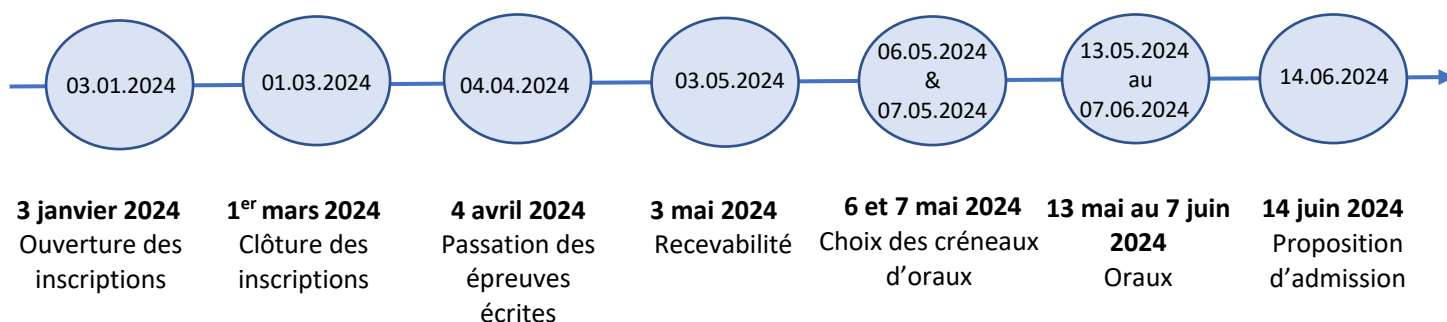 03.01.2024
01.03.2024
04.04.2024
03.05.2024
06.05.2024
&
07.05.2024
13.05.2024
au
07.06.2024
14.06.2024
3 janvier 2024
Ouverture des
inscriptions
1er mars 2024
Clôture des
inscriptions
4 avril 2024
Passation des
épreuves
écrites
3 mai 2024
Recevabilité
6 et 7 mai 2024
Choix des créneaux
d’oraux
13 mai au 7 juin
2024
Oraux
14 juin 2024
Proposition
d’admission